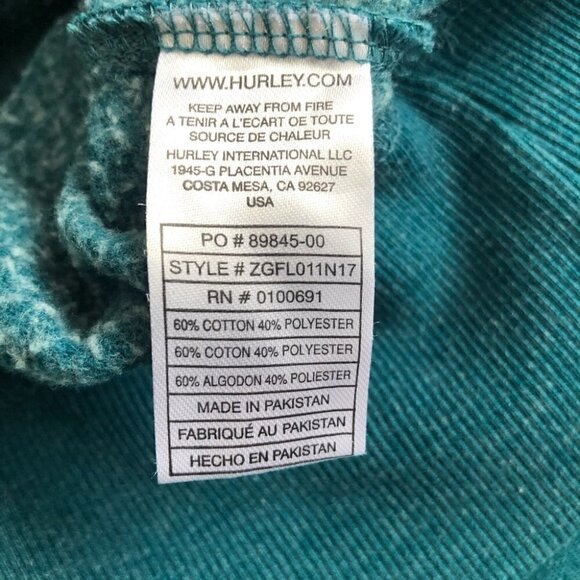 WWW.HURLEY.COM
KEEP AWAY FROM FIRE
A TENIR A L'ECART OE TOUTE
SOURCE DE CHALEUR
HURLEY INTERNATIONAL LLC
1945-G PLACENTIA AVENUE
COSTA MESA, CA 92627
USA
PO # 89845-00
STYLE # ZGFL011N17
RN # 0100691
60% COTTON 40% POLYESTER
60% COTON 40% POLYESTER
60% ALGODON 40% POLIESTER
MADE IN PAKISTAN
FABRIQUÉ AU PAKISTAN
HECHO EN PAKISTAN